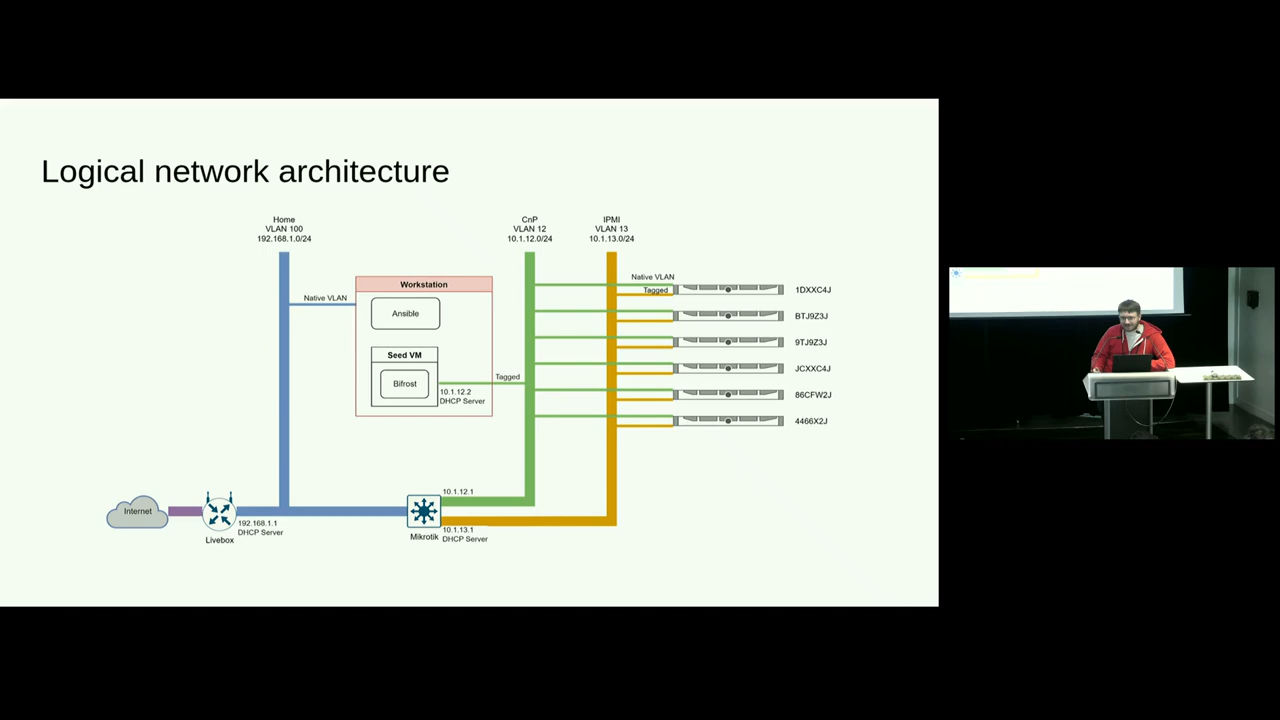 Logical network architecture
Home
VLAN 100
192.168.1.0/24
CnP
VLAN 12
10.1.12.0/24
IPMI
VLAN 13
10.1.13.0/24
Native VLAN
Tagged
1DXXC4J
BTJ9Z3J
9TJ9Z3J
JCXXC4J
86CFW2J
4466X2J
Native VLAN
Workstation
Ansible
Seed VM
Bifrost
Tagged
10.1.12.2
DHCP Server
Internet
Livebox
192.168.1.1
DHCP Server
Mikrotik
10.1.12.1
10.1.13.1
DHCP Server